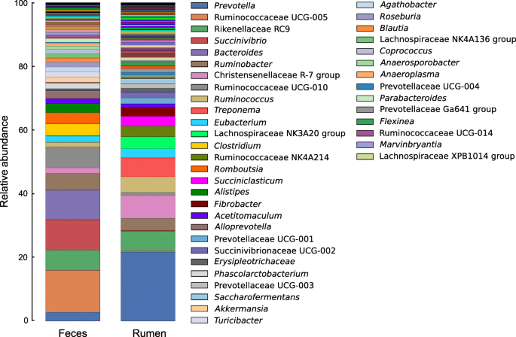 100
80
60
40
20
0
Relative abundance
Feces
Rumen
Prevotella
Ruminococcaceae UCG-005
Rikenellaceae RC9
Succinivibrio
Bacteroides
Ruminobacter
Christensenellaceae R-7 group
Ruminococcaceae UCG-010
Ruminococcus
Treponema
Eubacterium
Lachnospiraceae NK3A20 group
Clostridium
Ruminococcaceae NK4A214
Romboutsia
Succiniclasticum
Alistipes
Fibrobacter
Acetitomaculum
Alloprevotella
Prevotellaceae UCG-001
Succinivibrionaceae UCG-002
Erysipelotrichaceae
Phascolarctobacterium
Prevotellaceae UCG-003
Saccharofermentans
Akkermansia
Turicibacter
Agathobacter
Roseburia
Blautia
Lachnospiraceae NK4A136 group
Coprococcus
Anaerosporobacter
Anaeroplasma
Prevotellaceae UCG-004
Parabacteroides
Prevotellaceae Ga641 group
Flexinea
Ruminococcaceae UCG-014
Marvinbryantia
Lachnospiraceae XPB1014 group